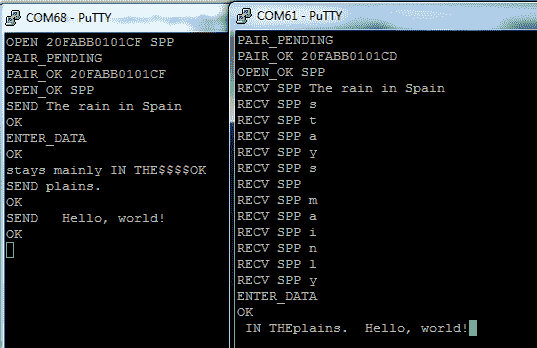 COM68 - PuTTY
OPEN 20FABB0101CF SPP
PAIR_PENDING
PAIR_OK 20FABB0101CF
OPEN_OK SPP
SEND The rain in Spain
OK
ENTER_DATA
OK
stays mainly IN THE$$$$OK
SEND plains.
OK
SEND   Hello, world!
OK
COM61 - PuTTY
PAIR_PENDING
PAIR_OK 20FABB0101CD
OPEN_OK SPP
RECV SPP The rain in Spain
RECV SPP s
RECV SPP t
RECV SPP a
RECV SPP y
RECV SPP s
RECV SPP
RECV SPP m
RECV SPP a
RECV SPP i
RECV SPP n
RECV SPP l
RECV SPP y
ENTER_DATA
OK
 IN THEplains.  Hello, world!